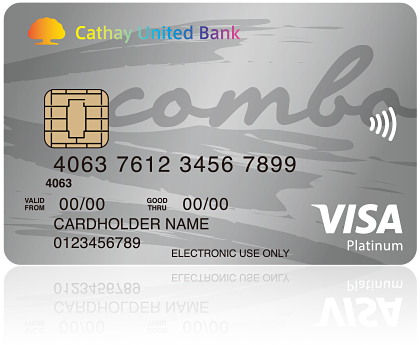 Cathay United Bank
combo
4063 7612 3456 7899
4063
VALID FROM 00/00 GOOD THRU 00/00
CARDHOLDER NAME
0123456789
ELECTRONIC USE ONLY
VISA
Platinum